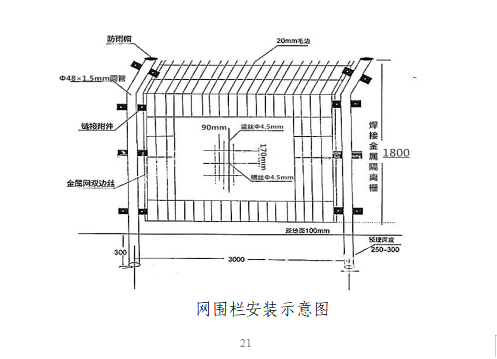 防雨帽
20mm毛边
Φ48×1.5mm圆管
链接附件
90mm
竖丝Φ4.5mm
170mm
横丝Φ4.5mm
金属网双边丝
焊接金属隔离栅
1800
距地面100mm
预埋深度
250-300
300
3000
网围栏安装示意图
21